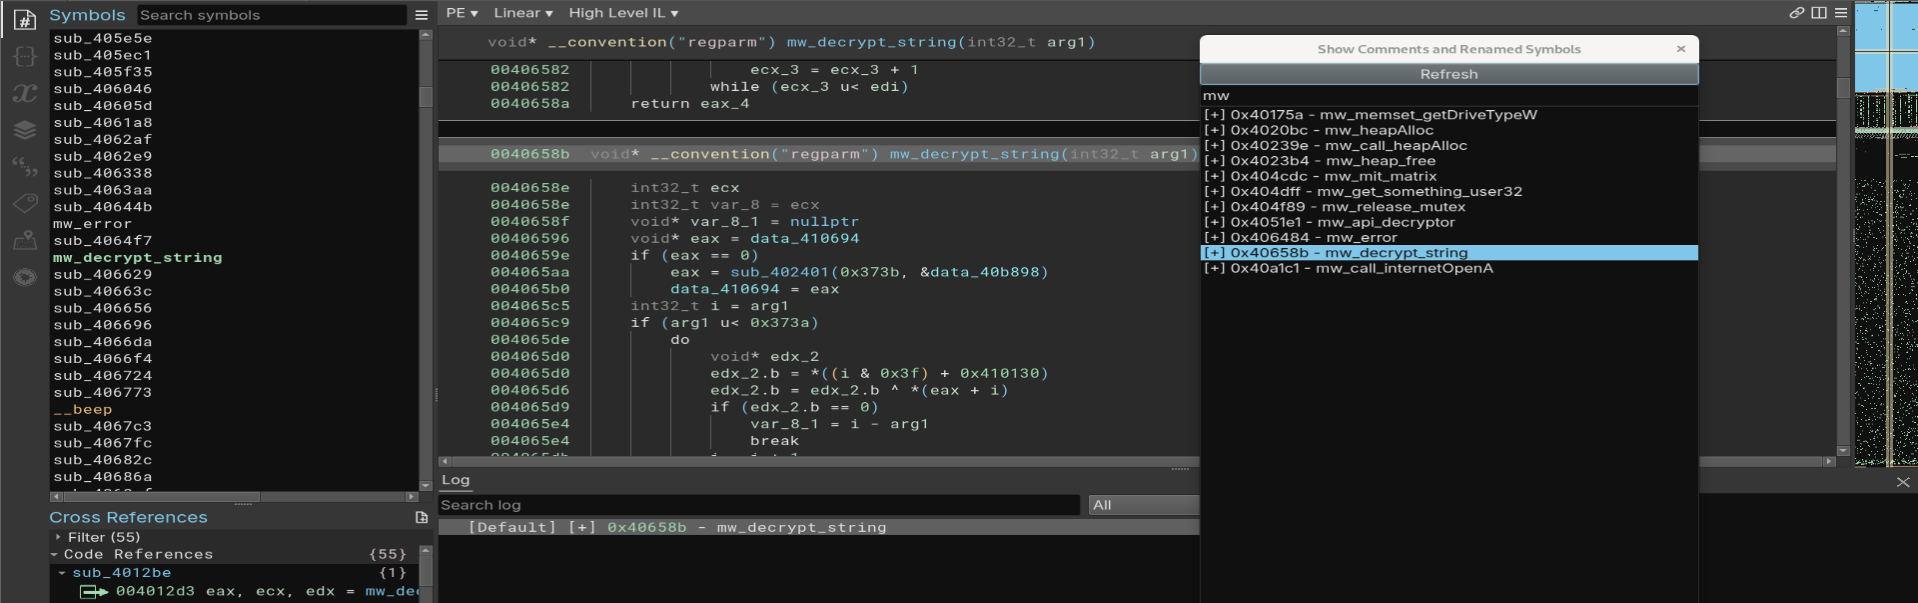 Symbols
Search symbols
sub_405e5e
sub_405ec1
sub_405f35
sub_406046
sub_40605d
sub_4061a8
sub_4062af
sub_4062e9
sub_406338
sub_4063aa
sub_40644b
mw_error
sub_4064f7
mw_decrypt_string
sub_406629
sub_40663c
sub_406656
sub_406696
sub_4066da
sub_4066f4
sub_406724
sub_406773
__beep
sub_4067c3
sub_4067fc
sub_40682c
sub_40686a
Cross References
Filter (55)
Code References {55}
sub_4012be {1}
004012d3 eax, ecx, edx = mw_dec
PE ▾ Linear ▾ High Level IL ▾
void* __convention("regparm") mw_decrypt_string(int32_t arg1)
00406582 ecx_3 = ecx_3 + 1
00406582 while (ecx_3 u< edi)
0040658a return eax_4
0040658b void* __convention("regparm") mw_decrypt_string(int32_t arg1)
0040658e int32_t ecx
0040658e int32_t var_8 = ecx
0040658f void* var_8_1 = nullptr
00406596 void* eax = data_410694
0040659e if (eax == 0)
004065aa eax = sub_402401(0x373b, &data_40b898)
004065b0 data_410694 = eax
004065c5 int32_t i = arg1
004065c9 if (arg1 u< 0x373a)
004065de do
004065d0 void* edx_2
004065d0 edx_2.b = *((i & 0x3f) + 0x410130)
004065d6 edx_2.b = edx_2.b ^ *(eax + i)
004065d9 if (edx_2.b == 0)
004065e4 var_8_1 = i - arg1
004065e4 break
Log
Search log
All
[Default] [+] 0x40658b - mw_decrypt_string
Show Comments and Renamed Symbols ×
Refresh
mw
[+] 0x40175a - mw_memset_getDriveTypeW
[+] 0x4020bc - mw_heapAlloc
[+] 0x40239e - mw_call_heapAlloc
[+] 0x4023b4 - mw_heap_free
[+] 0x404cdc - mw_mit_matrix
[+] 0x404dff - mw_get_something_user32
[+] 0x404f89 - mw_release_mutex
[+] 0x4051e1 - mw_api_decryptor
[+] 0x406484 - mw_error
[+] 0x40658b - mw_decrypt_string
[+] 0x40a1c1 - mw_call_internetOpenA